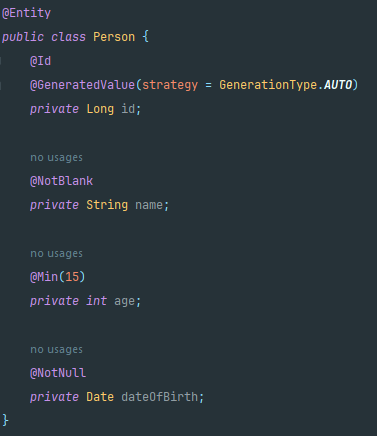 @Entity
public class Person {
@Id
@GeneratedValue(strategy = GenerationType.AUTO)
private Long id;
no usages
@NotBlank
private String name;
no usages
@Min(15)
private int age;
no usages
@NotNull
private Date dateOfBirth;
}